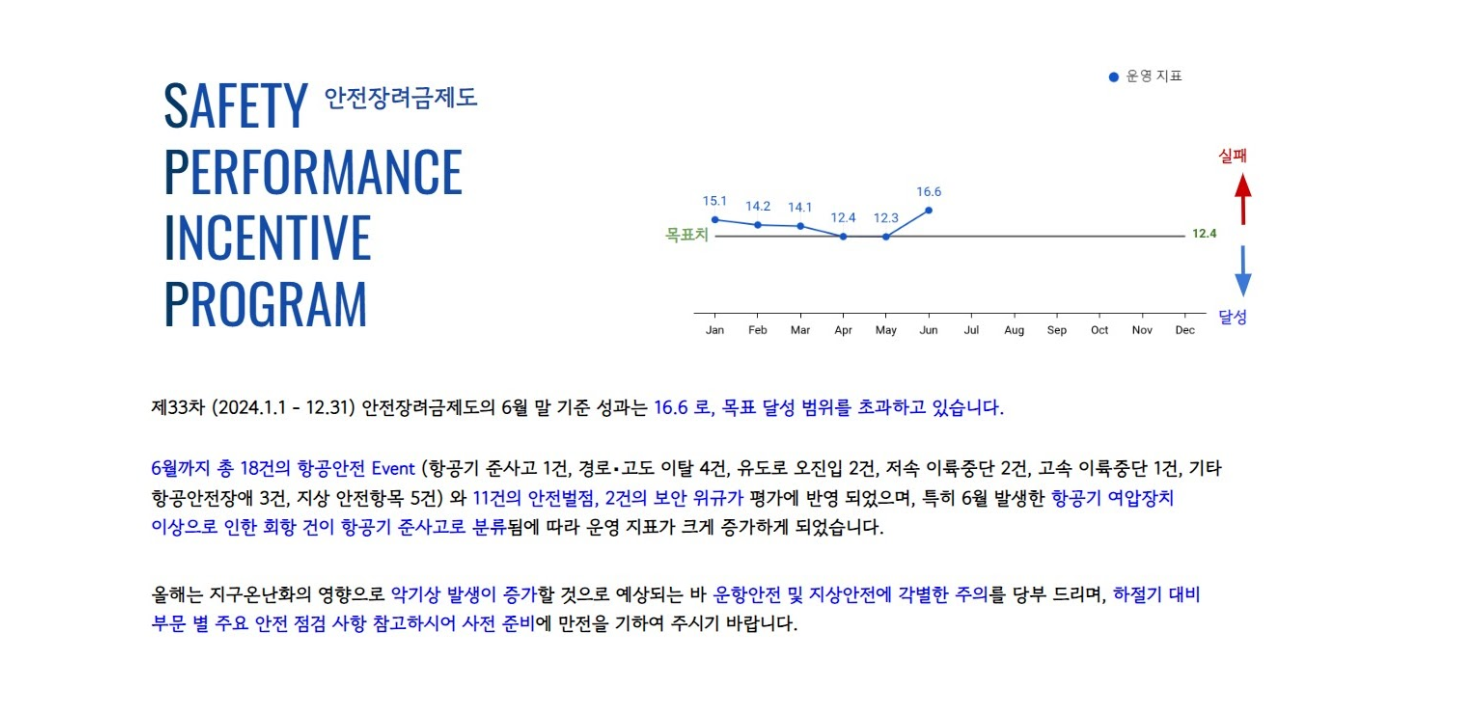 SAFETY 안전장려금제도
PERFORMANCE
INCENTIVE
PROGRAM
운영 지표
실패
15.1 14.2 14.1 12.4 12.3 16.6
목표치 12.4
달성
Jan Feb Mar Apr May Jun Jul Aug Sep Oct Nov Dec
제33차 (2024.1.1 - 12.31) 안전장려금제도의 6월 말 기준 성과는 16.6 로, 목표 달성 범위를 초과하고 있습니다.
6월까지 총 18건의 항공안전 Event (항공기 준사고 1건, 경로•고도 이탈 4건, 유도로 오진입 2건, 저속 이륙중단 2건, 고속 이륙중단 1건, 기타
항공안전장애 3건, 지상 안전항목 5건) 와 11건의 안전벌점, 2건의 보안 위규가 평가에 반영 되었으며, 특히 6월 발생한 항공기 여압장치
이상으로 인한 회항 건이 항공기 준사고로 분류됨에 따라 운영 지표가 크게 증가하게 되었습니다.
올해는 지구온난화의 영향으로 악기상 발생이 증가할 것으로 예상되는 바 운항안전 및 지상안전에 각별한 주의를 당부 드리며, 하절기 대비
부문 별 주요 안전 점검 사항 참고하시어 사전 준비에 만전을 기하여 주시기 바랍니다.